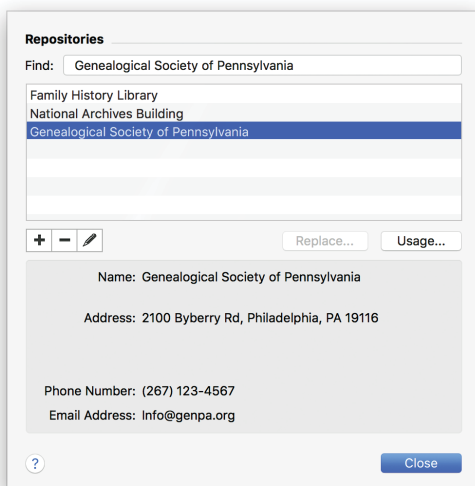 Repositories
Find: Genealogical Society of Pennsylvania
Family History Library
National Archives Building
Genealogical Society of Pennsylvania
+ − Replace... Usage...
Name: Genealogical Society of Pennsylvania
Address: 2100 Byberry Rd, Philadelphia, PA 19116
Phone Number: (267) 123-4567
Email Address: Info@genpa.org
? Close